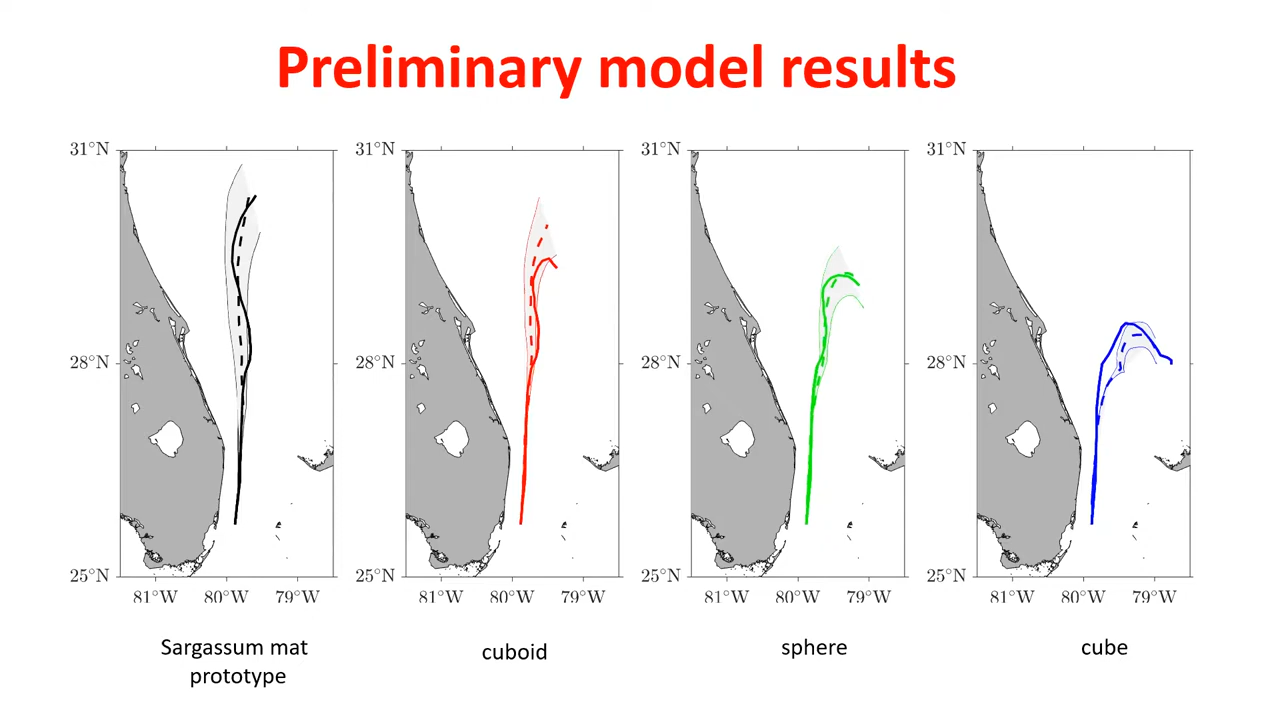 Preliminary model results
31°N
28°N
25°N
81°W 80°W 79°W
31°N
28°N
25°N
81°W 80°W 79°W
31°N
28°N
25°N
81°W 80°W 79°W
31°N
28°N
25°N
81°W 80°W 79°W
Sargassum mat
prototype
cuboid
sphere
cube